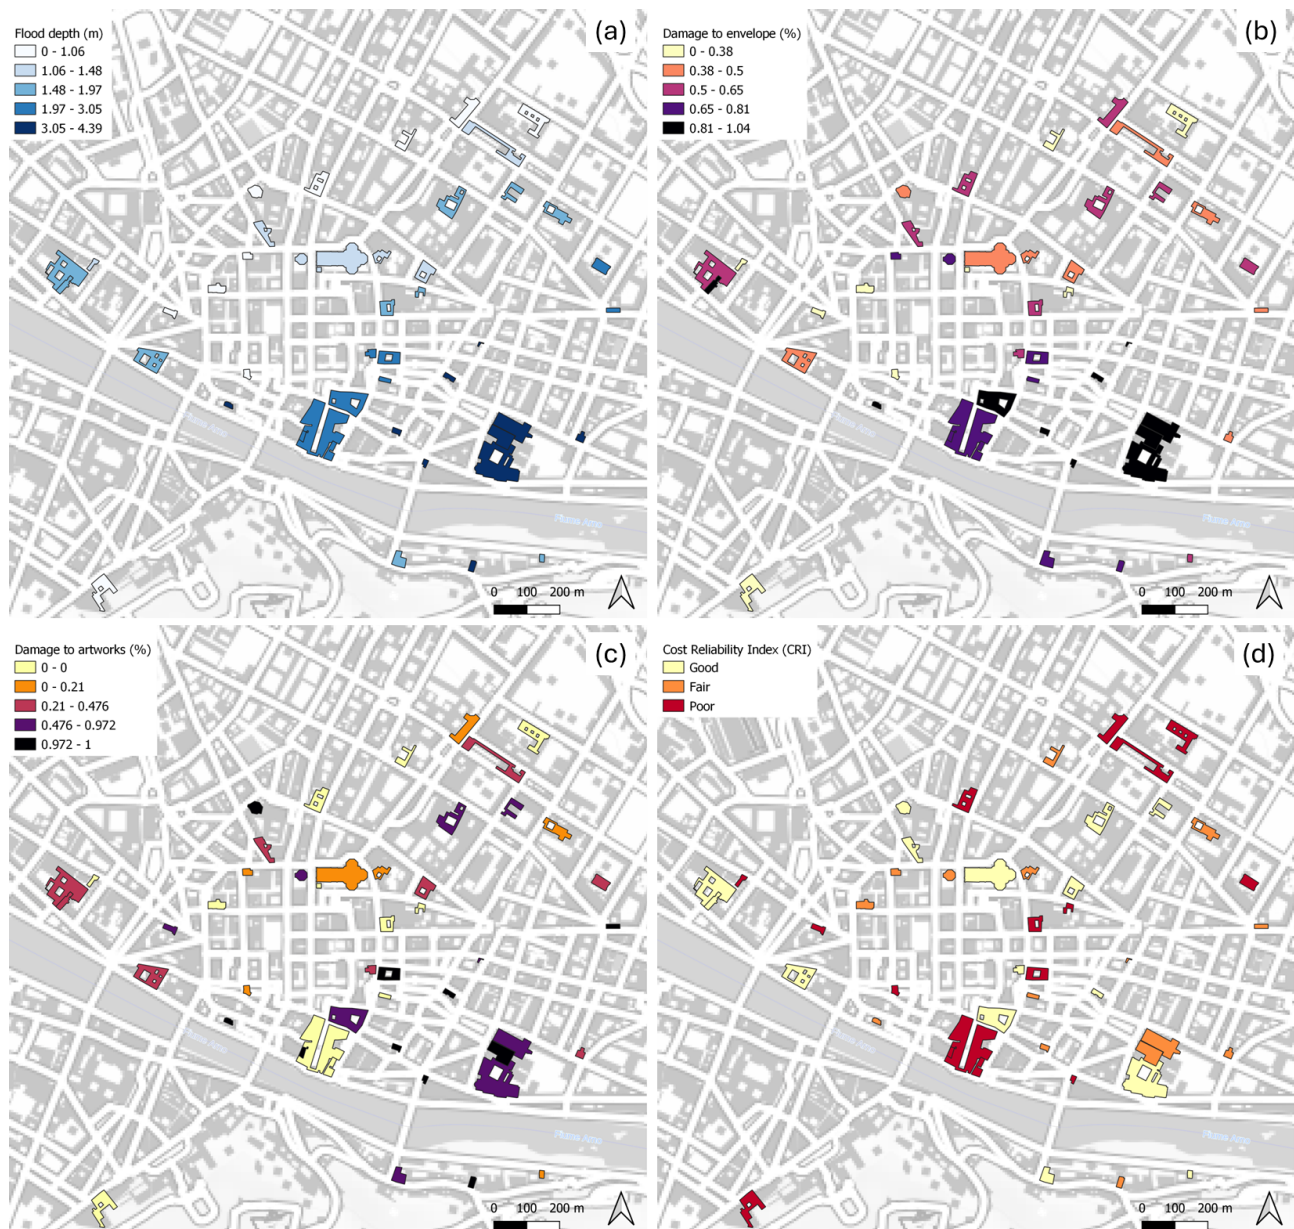 Flood depth (m)
0 - 1.06
1.06 - 1.48
1.48 - 1.97
1.97 - 3.05
3.05 - 4.39
(a)
0 100 200 m
Damage to envelope (%)
0 - 0.38
0.38 - 0.5
0.5 - 0.65
0.65 - 0.81
0.81 - 1.04
(b)
0 100 200 m
Damage to artworks (%)
0 - 0
0 - 0.21
0.21 - 0.476
0.476 - 0.972
0.972 - 1
(c)
0 100 200 m
Cost Reliability Index (CRI)
Good
Fair
Poor
(d)
0 100 200 m